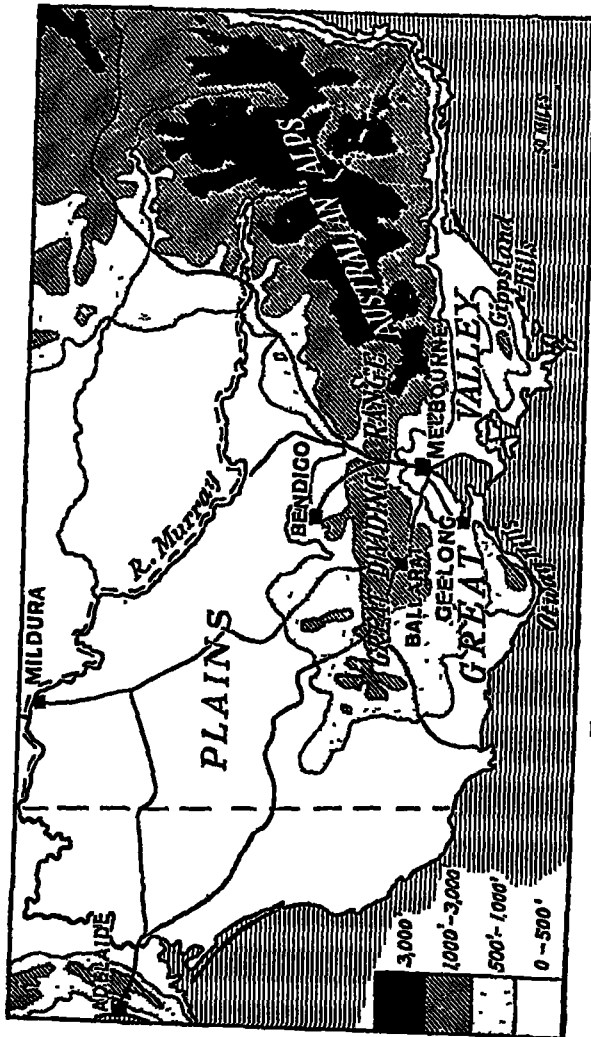 MILDURA
ADELAIDE
R. Murray
PLAINS
BENDIGO
GREAT DIVIDING RANGE
AUSTRALIAN ALPS
BALLARAT
MELBOURNE
GEELONG
GREAT VALLEY
Gippsland
Hills
Otway Hills
50 MILES
3,000'
1,000'-3,000'
500'-1,000'
0-500'